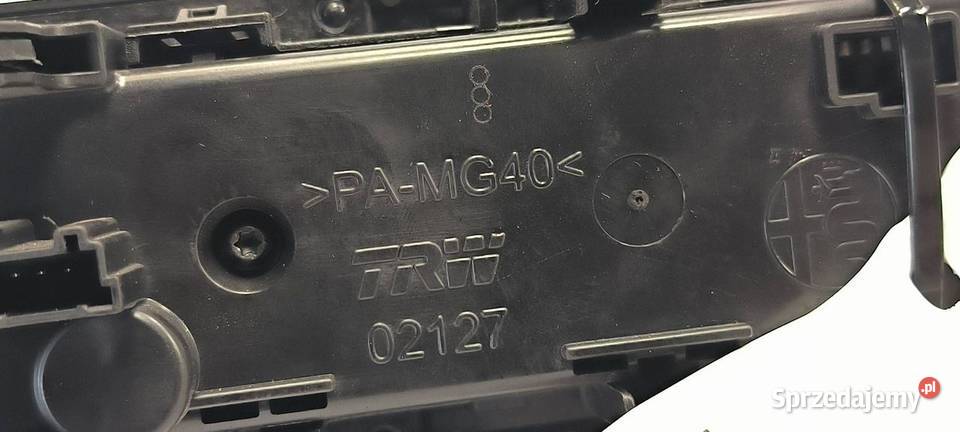 >PA-MG40<
TRW
02127
Sprzedajemy.pl